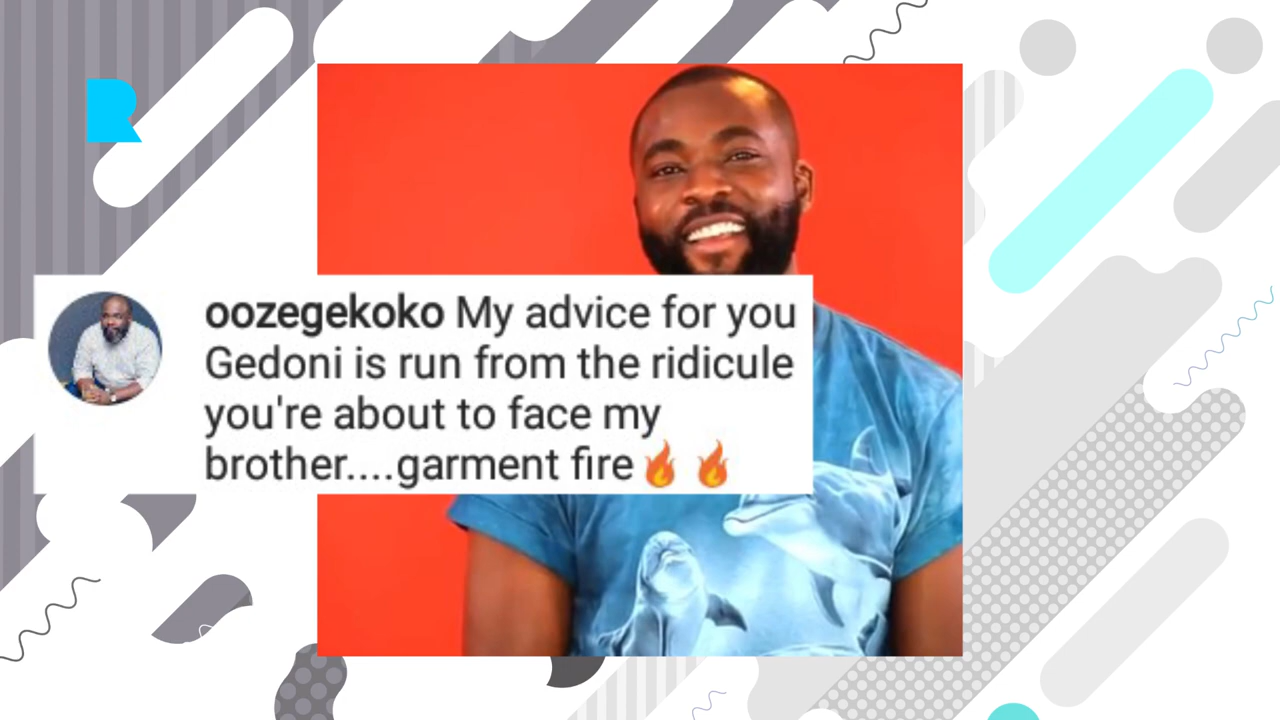 R
oozegekoko My advice for you
Gedoni is run from the ridicule
you're about to face my
brother....garment fire🔥 🔥